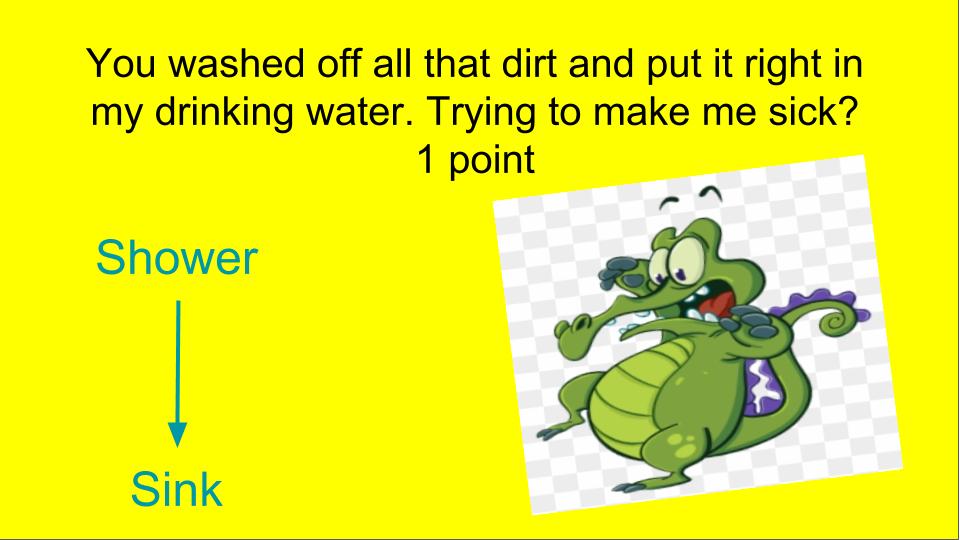 You washed off all that dirt and put it right in
my drinking water. Trying to make me sick?
1 point
Shower
Sink